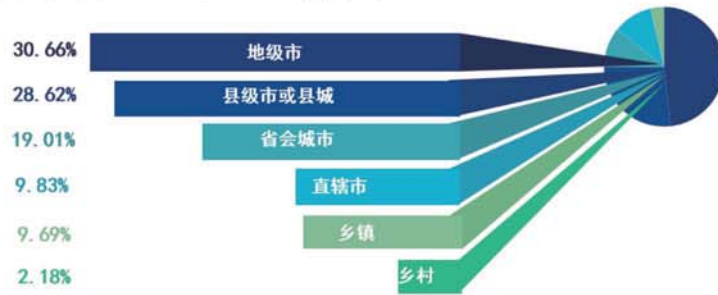 30.66% 地级市
28.62% 县级市或县城
19.01% 省会城市
9.83% 直辖市
9.69% 乡镇
2.18% 乡村